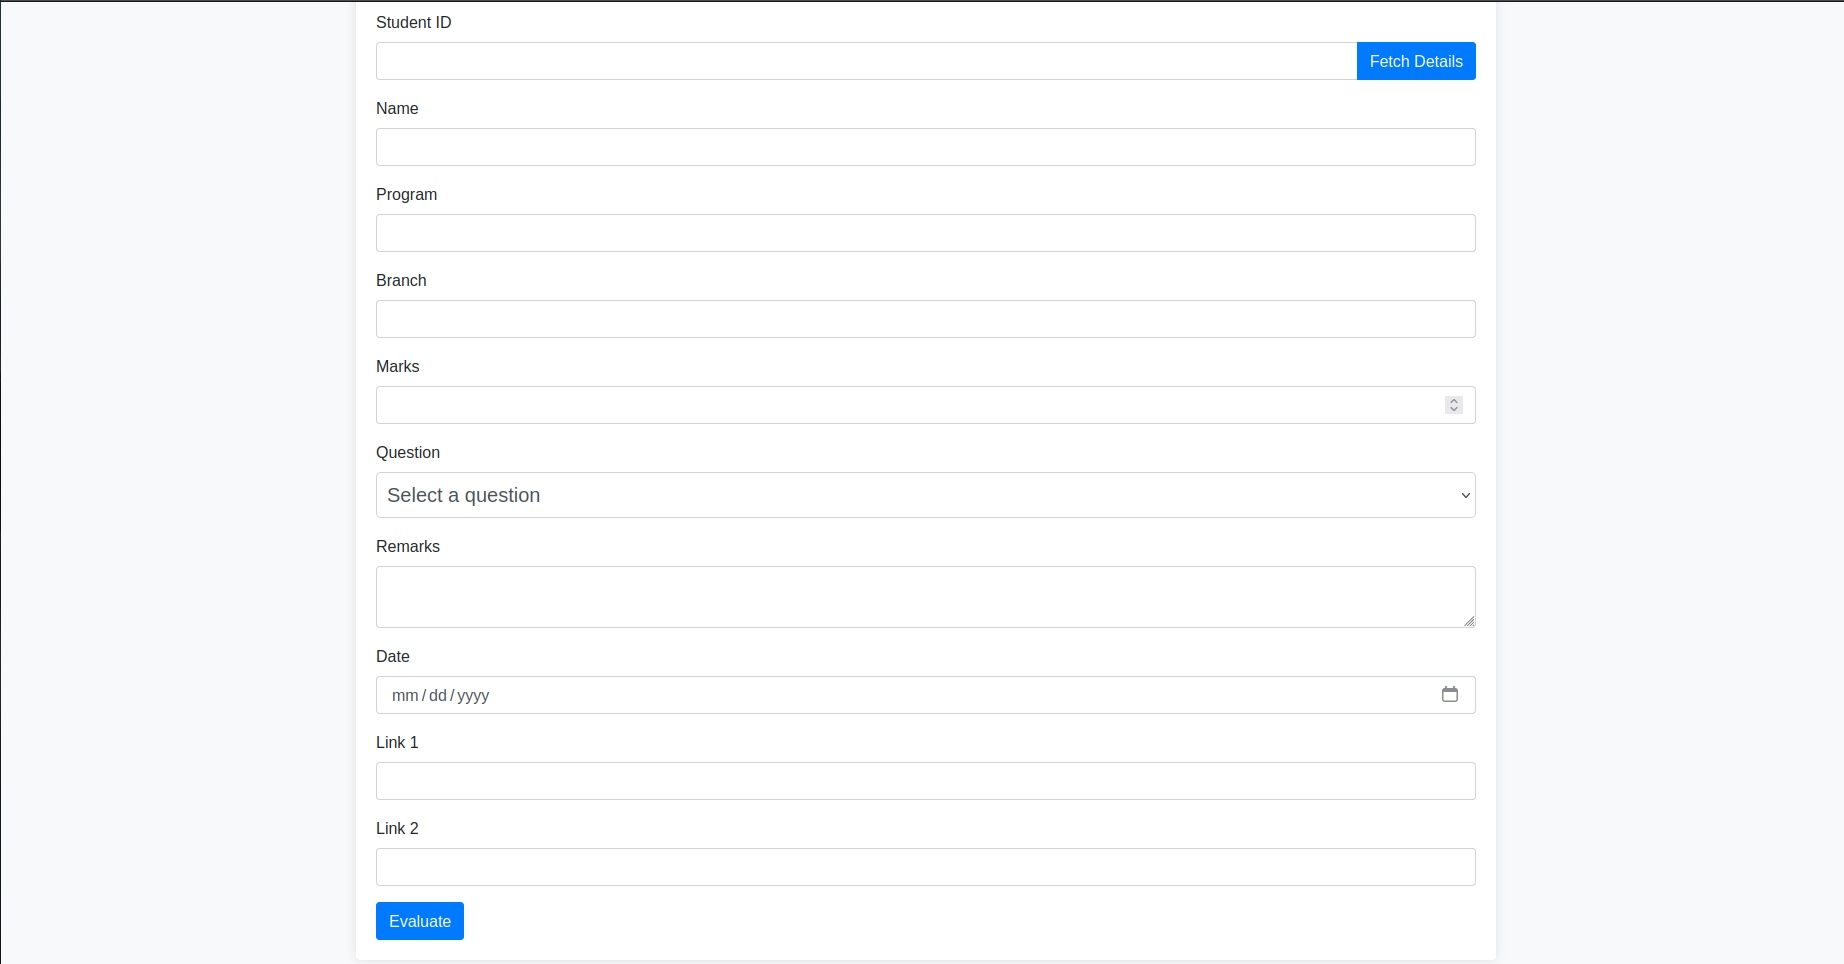 Student ID
Fetch Details
Name
Program
Branch
Marks
Question
Select a question
Remarks
Date
mm/dd/yyyy
Link 1
Link 2
Evaluate